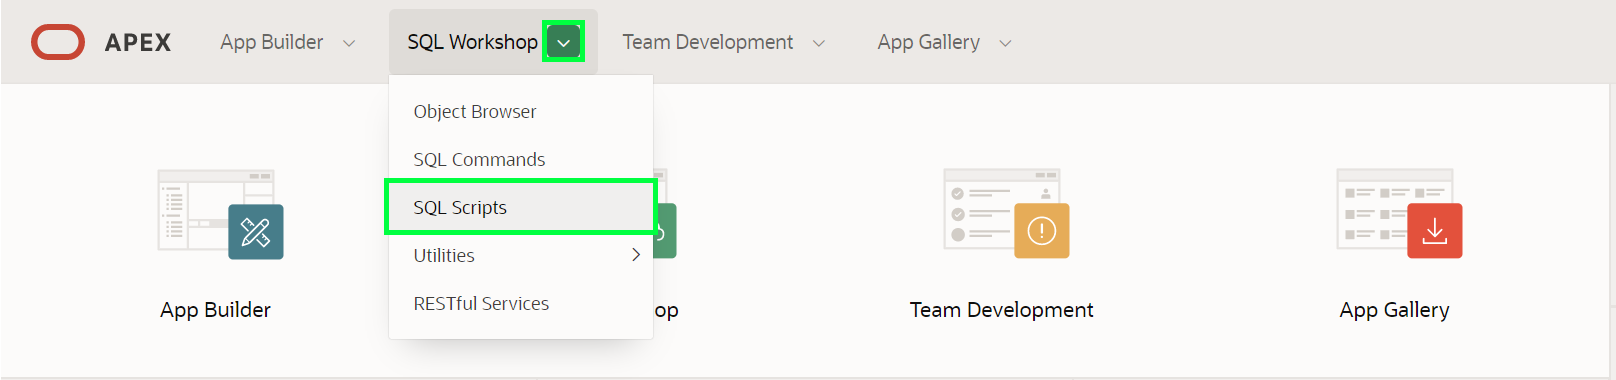 APEX App Builder SQL Workshop Team Development App Gallery
Object Browser
SQL Commands
SQL Scripts
Utilities
RESTful Services
App Builder op Team Development App Gallery